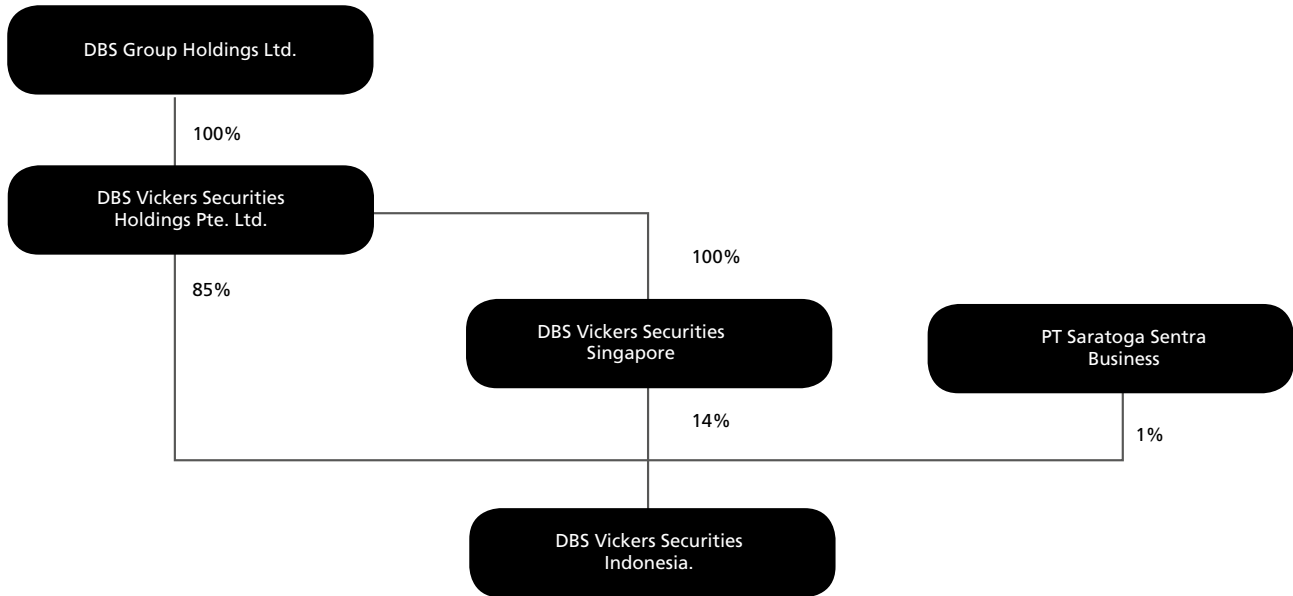 DBS Group Holdings Ltd.
100%
DBS Vickers Securities
Holdings Pte. Ltd.
100%
85%
DBS Vickers Securities
Singapore
PT Saratoga Sentra
Business
14%
1%
DBS Vickers Securities
Indonesia.